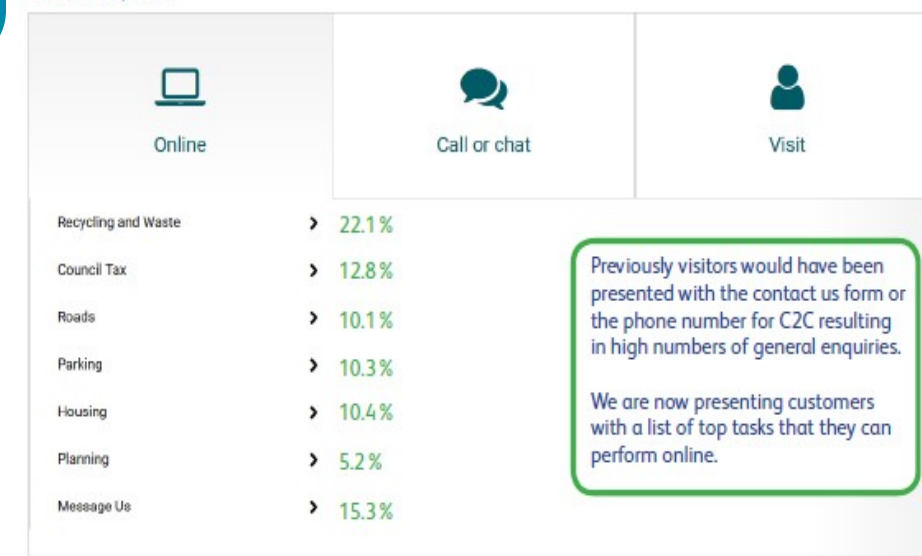 Online
Call or chat
Visit
Recycling and Waste > 22.1%
Council Tax > 12.8%
Roads > 10.1%
Parking > 10.3%
Housing > 10.4%
Planning > 5.2%
Message Us > 15.3%
Previously visitors would have been
presented with the contact us form or
the phone number for C2C resulting
in high numbers of general enquiries.
We are now presenting customers
with a list of top tasks that they can
perform online.